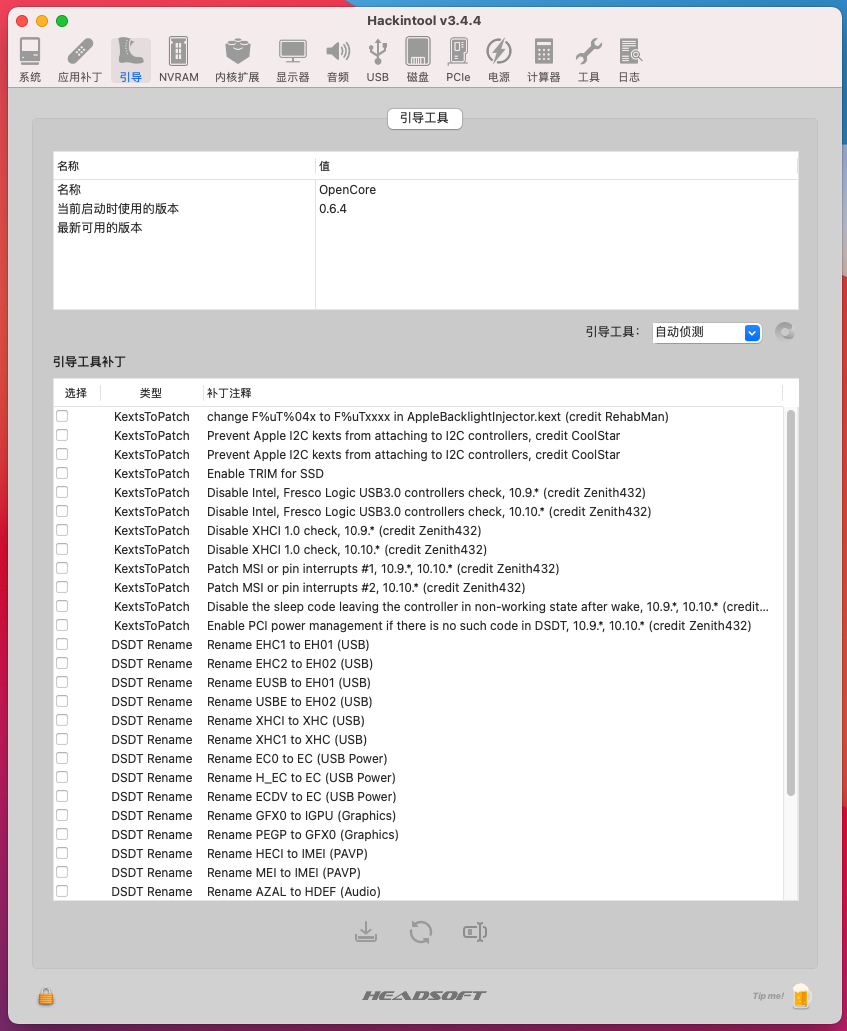 Hackintool v3.4.4
系统 应用补丁 引导 NVRAM 内核扩展 显示器 音频 USB 磁盘 PCIe 电源 计算器 工具 日志
引导工具
名称 值
名称 OpenCore
当前启动时使用的版本 0.6.4
最新可用的版本
引导工具： 自动侦测
引导工具补丁
选择 类型 补丁注释
KextsToPatch change F%uT%04x to F%uTxxxx in AppleBacklightInjector.kext (credit RehabMan)
KextsToPatch Prevent Apple I2C kexts from attaching to I2C controllers, credit CoolStar
KextsToPatch Prevent Apple I2C kexts from attaching to I2C controllers, credit CoolStar
KextsToPatch Enable TRIM for SSD
KextsToPatch Disable Intel, Fresco Logic USB3.0 controllers check, 10.9.* (credit Zenith432)
KextsToPatch Disable Intel, Fresco Logic USB3.0 controllers check, 10.10.* (credit Zenith432)
KextsToPatch Disable XHCI 1.0 check, 10.9.* (credit Zenith432)
KextsToPatch Disable XHCI 1.0 check, 10.10.* (credit Zenith432)
KextsToPatch Patch MSI or pin interrupts #1, 10.9.*, 10.10.* (credit Zenith432)
KextsToPatch Patch MSI or pin interrupts #2, 10.10.* (credit Zenith432)
KextsToPatch Disable the sleep code leaving the controller in non-working state after wake, 10.9.*, 10.10.* (credit...
KextsToPatch Enable PCI power management if there is no such code in DSDT, 10.9.*, 10.10.* (credit Zenith432)
DSDT Rename Rename EHC1 to EH01 (USB)
DSDT Rename Rename EHC2 to EH02 (USB)
DSDT Rename Rename EUSB to EH01 (USB)
DSDT Rename Rename USBE to EH02 (USB)
DSDT Rename Rename XHCI to XHC (USB)
DSDT Rename Rename XHC1 to XHC (USB)
DSDT Rename Rename EC0 to EC (USB Power)
DSDT Rename Rename H_EC to EC (USB Power)
DSDT Rename Rename ECDV to EC (USB Power)
DSDT Rename Rename GFX0 to IGPU (Graphics)
DSDT Rename Rename PEGP to GFX0 (Graphics)
DSDT Rename Rename HECI to IMEI (PAVP)
DSDT Rename Rename MEI to IMEI (PAVP)
DSDT Rename Rename AZAL to HDEF (Audio)
HEADSOFT
Tip me!